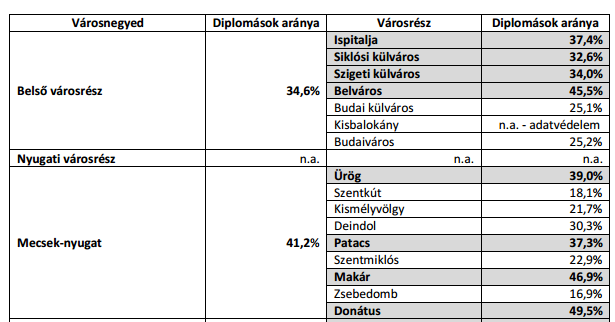 Városnegyed Diplomások aránya Városrész Diplomások aránya
Ispitalja 37,4%
Siklósi külváros 32,6%
Szigeti külváros 34,0%
Belső városrész 34,6% Belváros 45,5%
Budai külváros 25,1%
Kisbalokány n.a. - adatvédelem
Budaiváros 25,2%
Nyugati városrész n.a. n.a. n.a.
Ürög 39,0%
Szentkút 18,1%
Kismélyvölgy 21,7%
Deindol 30,3%
Mecsek-nyugat 41,2% Patacs 37,3%
Szentmiklós 22,9%
Makár 46,9%
Zsebedomb 16,9%
Donátus 49,5%